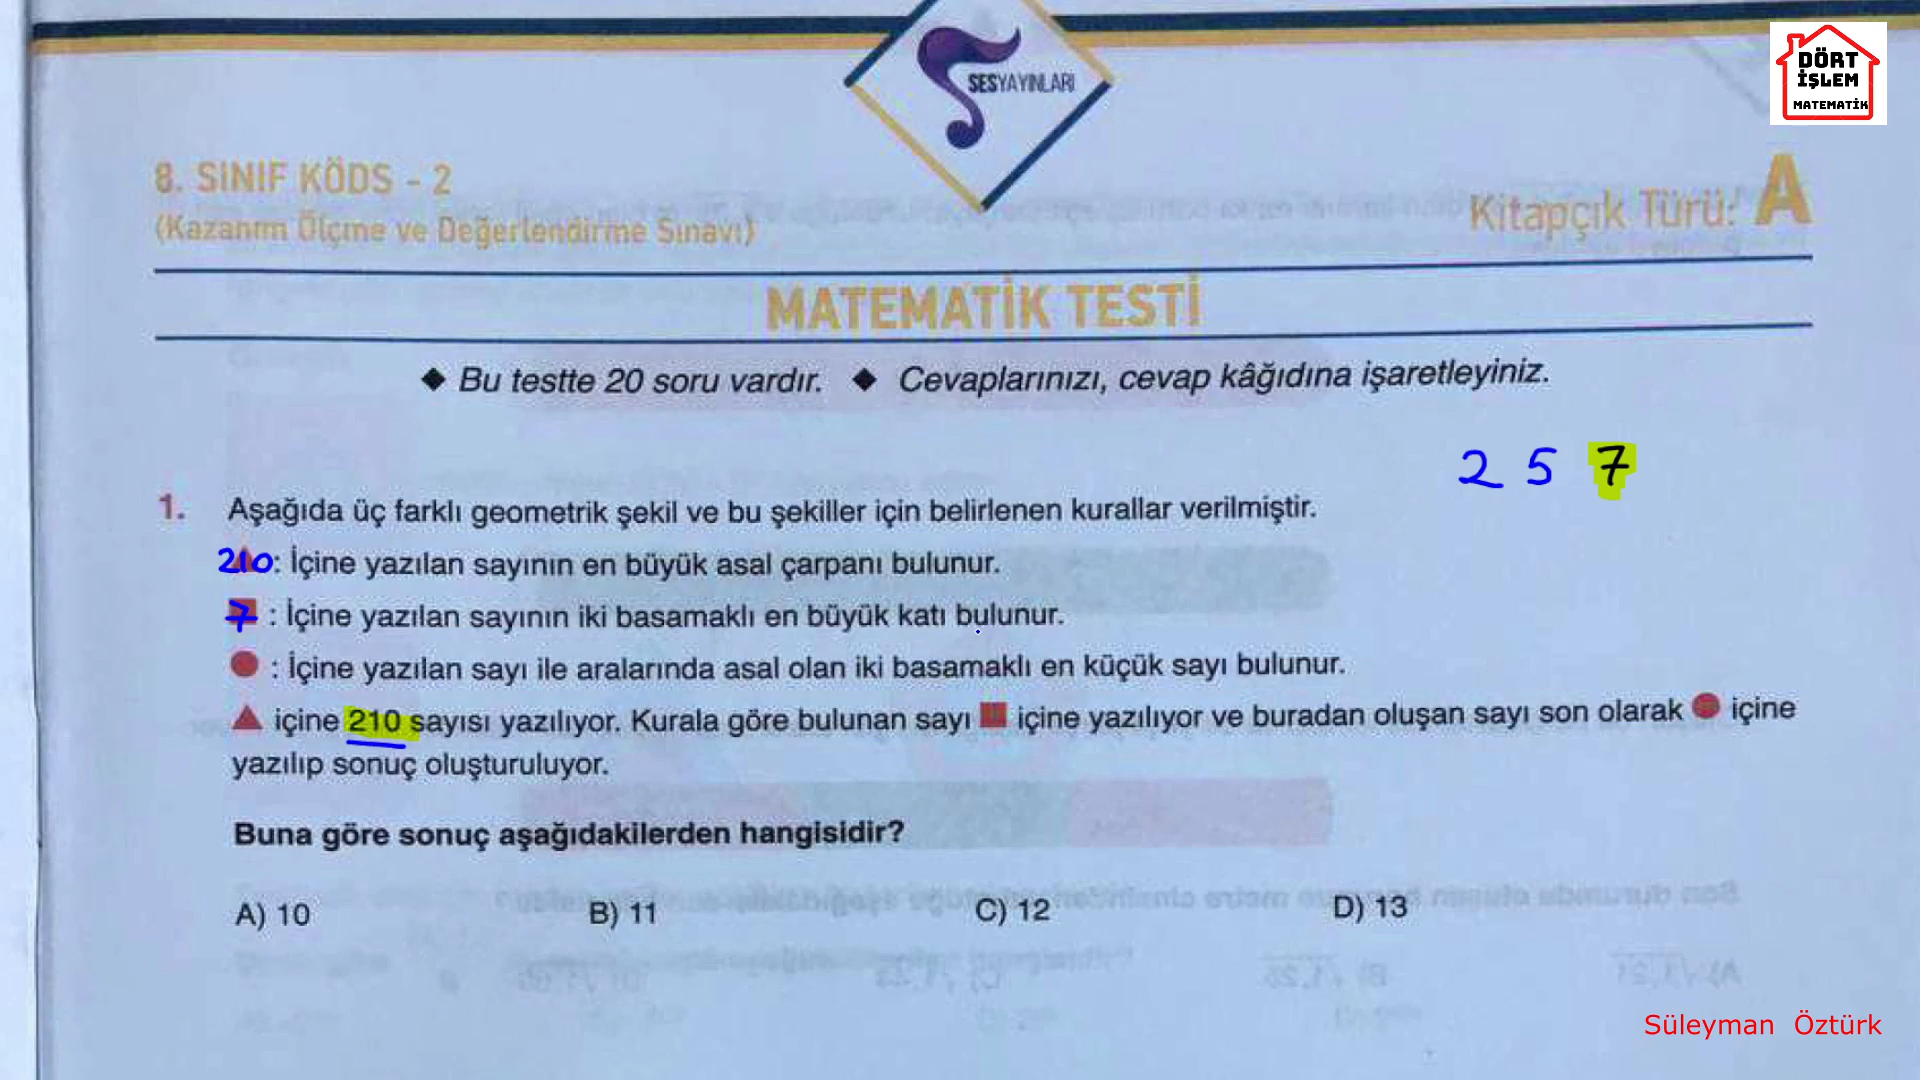 SESYAYINLARI
DÖRT
İŞLEM
MATEMATİK
8. SINIF KÖDS - 2
(Kazanım Ölçme ve Değerlendirme Sınavı)
Kitapçık Türü: A
MATEMATİK TESTİ
◆ Bu testte 20 soru vardır. ◆ Cevaplarınızı, cevap kâğıdına işaretleyiniz.
2 5 7
1. Aşağıda üç farklı geometrik şekil ve bu şekiller için belirlenen kurallar verilmiştir.
210: İçine yazılan sayının en büyük asal çarpanı bulunur.
7 : İçine yazılan sayının iki basamaklı en büyük katı bulunur.
● : İçine yazılan sayı ile aralarında asal olan iki basamaklı en küçük sayı bulunur.
▲ içine 210 sayısı yazılıyor. Kurala göre bulunan sayı ■ içine yazılıyor ve buradan oluşan sayı son olarak ● içine
yazılıp sonuç oluşturuluyor.
Buna göre sonuç aşağıdakilerden hangisidir?
A) 10 B) 11 C) 12 D) 13
Süleyman Öztürk